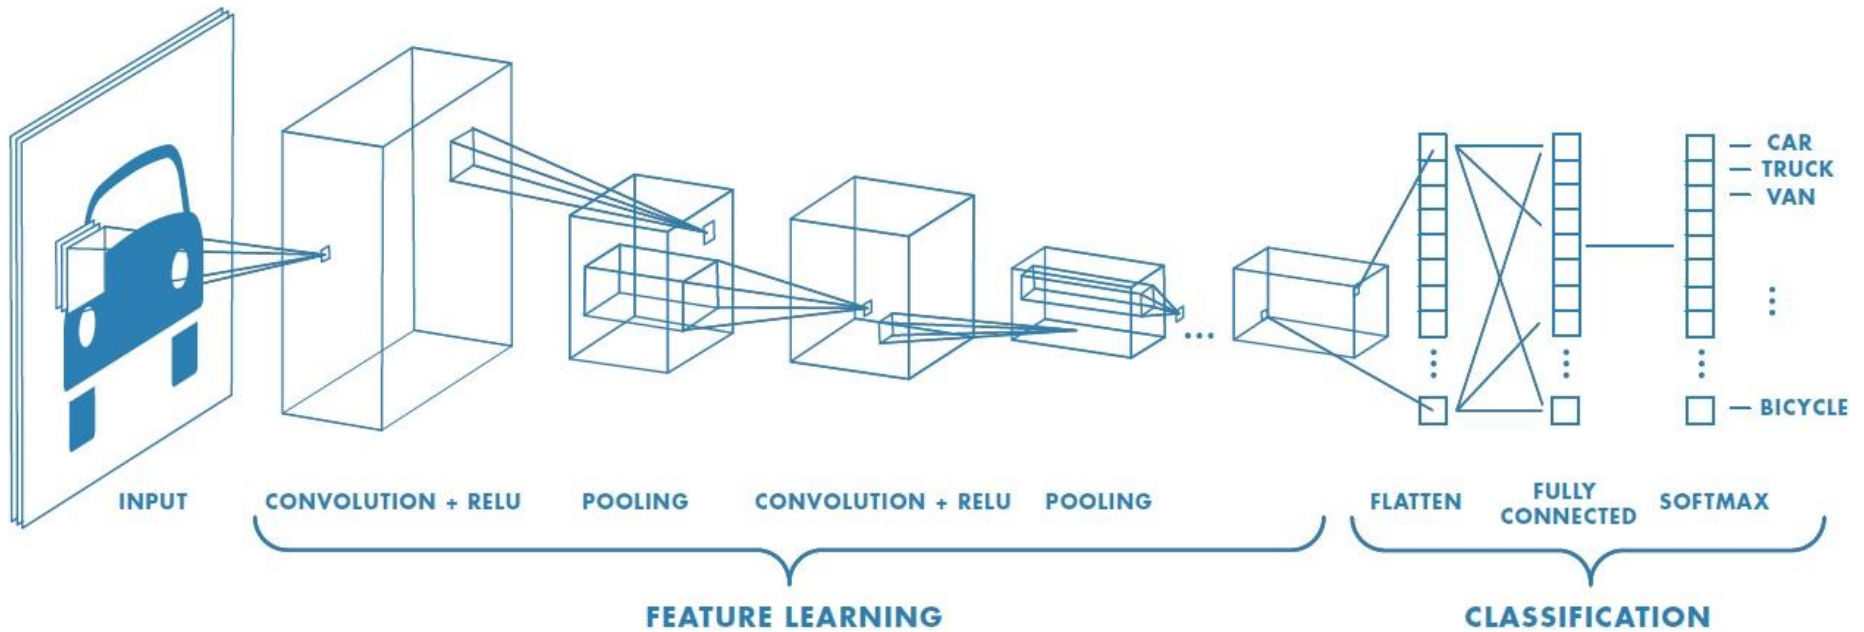 CAR
TRUCK
VAN
BICYCLE
INPUT
CONVOLUTION + RELU
POOLING
CONVOLUTION + RELU
POOLING
FLATTEN
FULLY
CONNECTED
SOFTMAX
FEATURE LEARNING
CLASSIFICATION